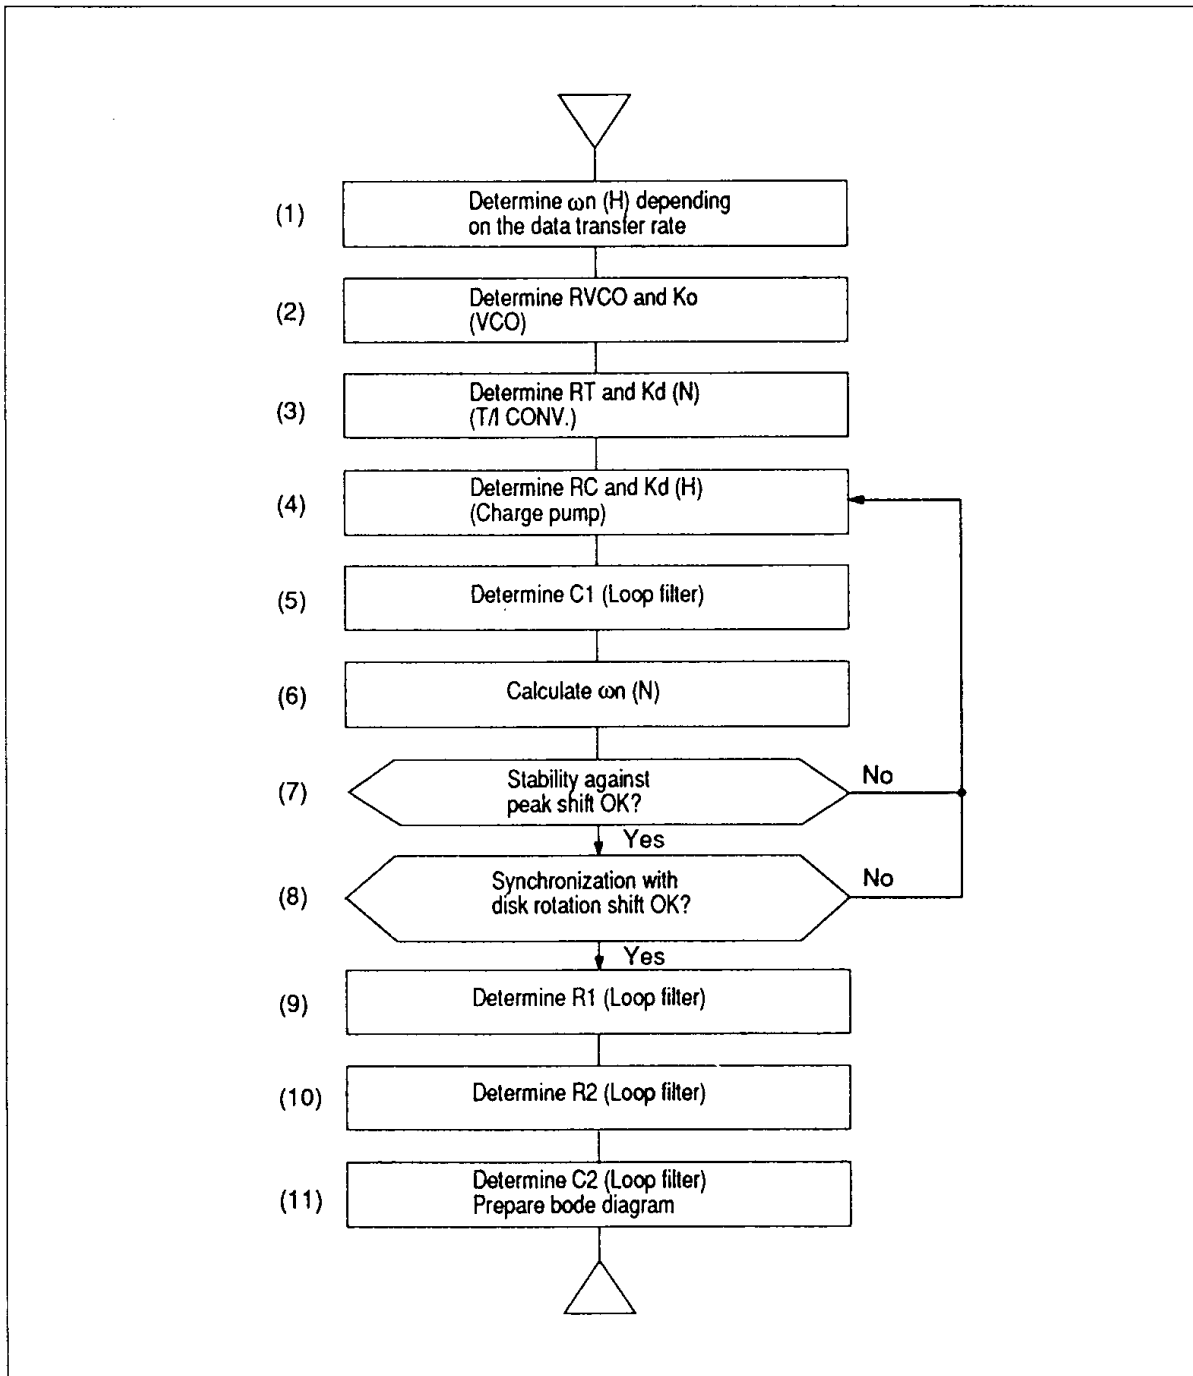 (1)
Determine ωn (H) depending
on the data transfer rate
(2)
Determine RVCO and Ko
(VCO)
(3)
Determine RT and Kd (N)
(T/I CONV.)
(4)
Determine RC and Kd (H)
(Charge pump)
(5)
Determine C1 (Loop filter)
(6)
Calculate ωn (N)
(7)
Stability against
peak shift OK?
No
Yes
(8)
Synchronization with
disk rotation shift OK?
No
Yes
(9)
Determine R1 (Loop filter)
(10)
Determine R2 (Loop filter)
(11)
Determine C2 (Loop filter)
Prepare bode diagram